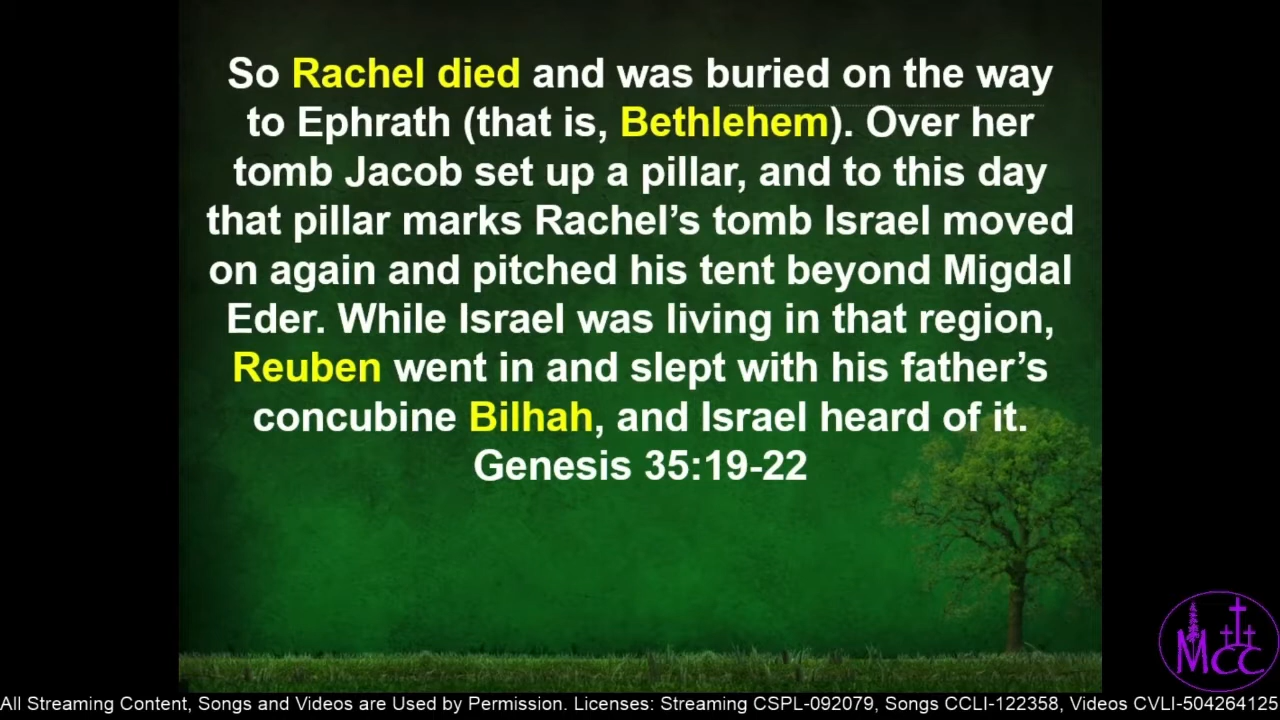 So Rachel died and was buried on the way
to Ephrath (that is, Bethlehem). Over her
tomb Jacob set up a pillar, and to this day
that pillar marks Rachel’s tomb Israel moved
on again and pitched his tent beyond Migdal
Eder. While Israel was living in that region,
Reuben went in and slept with his father’s
concubine Bilhah, and Israel heard of it.
Genesis 35:19-22
MCC
All Streaming Content, Songs and Videos are Used by Permission. Licenses: Streaming CSPL-092079, Songs CCLI-122358, Videos CVLI-504264125